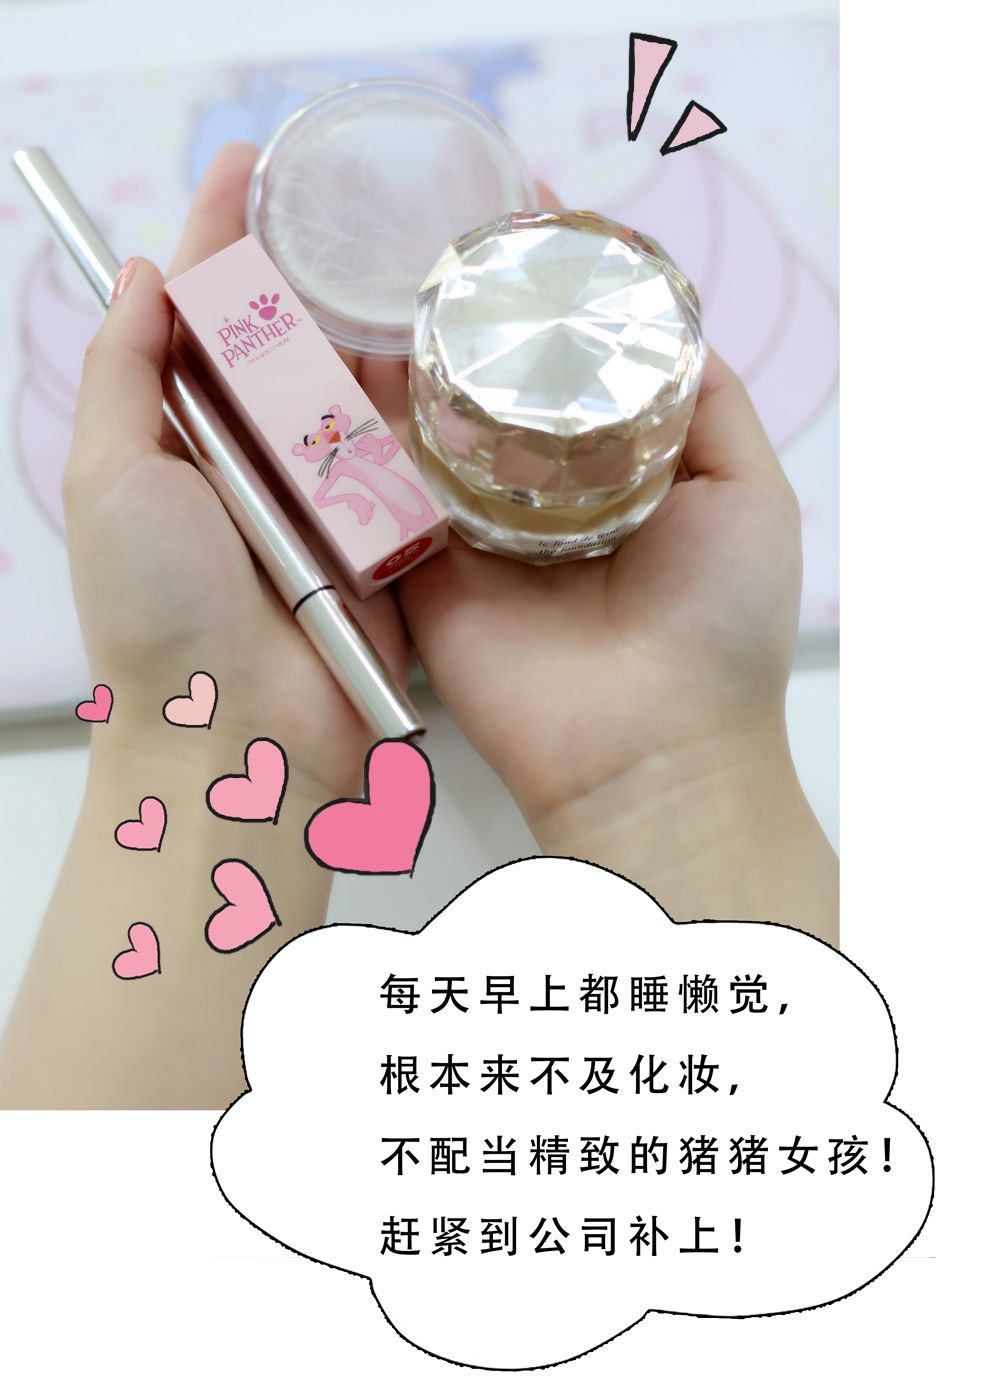 PINK
PANTHER™
05
le fond de teint
the foundation
每天早上都睡懒觉,
根本来不及化妆,
不配当精致的猪猪女孩!
赶紧到公司补上!